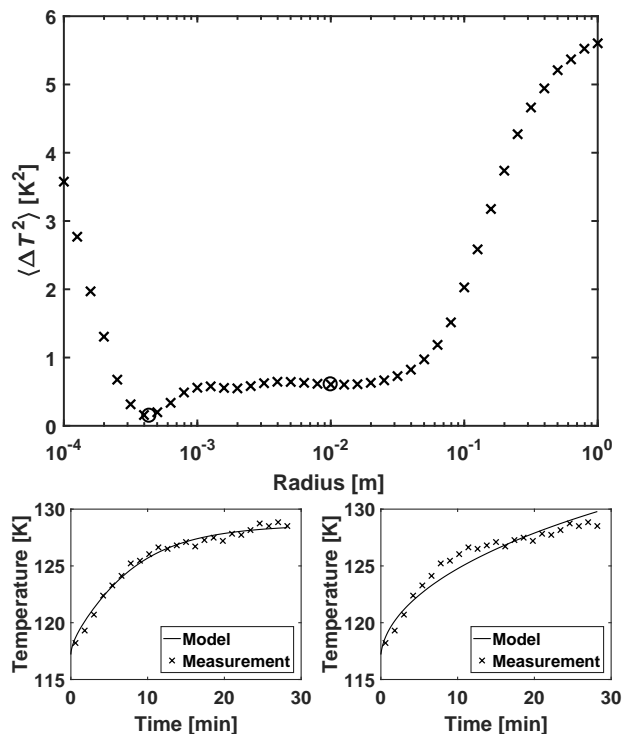 6
5
4
3
2
1
0
⟨ΔT²⟩ [K²]
10⁻⁴ 10⁻³ 10⁻² 10⁻¹ 10⁰
Radius [m]
130
125
120
115
Temperature [K]
Model
Measurement
0 10 20 30
Time [min]
130
125
120
115
Temperature [K]
Model
Measurement
0 10 20 30
Time [min]